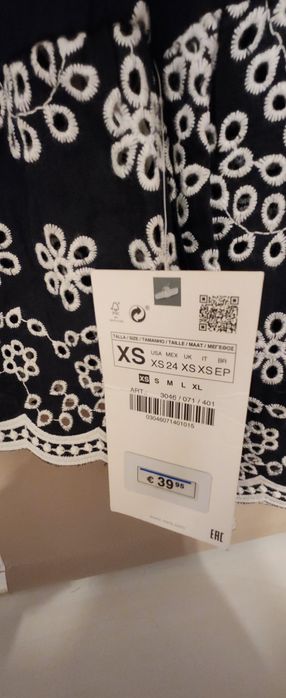 TALLA / SIZE / TAMANHO / TAILLE / MAAT / ΜΕΓΕΘΟΣ
XS
USA MEX UK IT BR
XS 24 XS XS EP
XS S M L XL
ART. 3046 / 071 / 401
03046071401015
€ 39 95
EAC